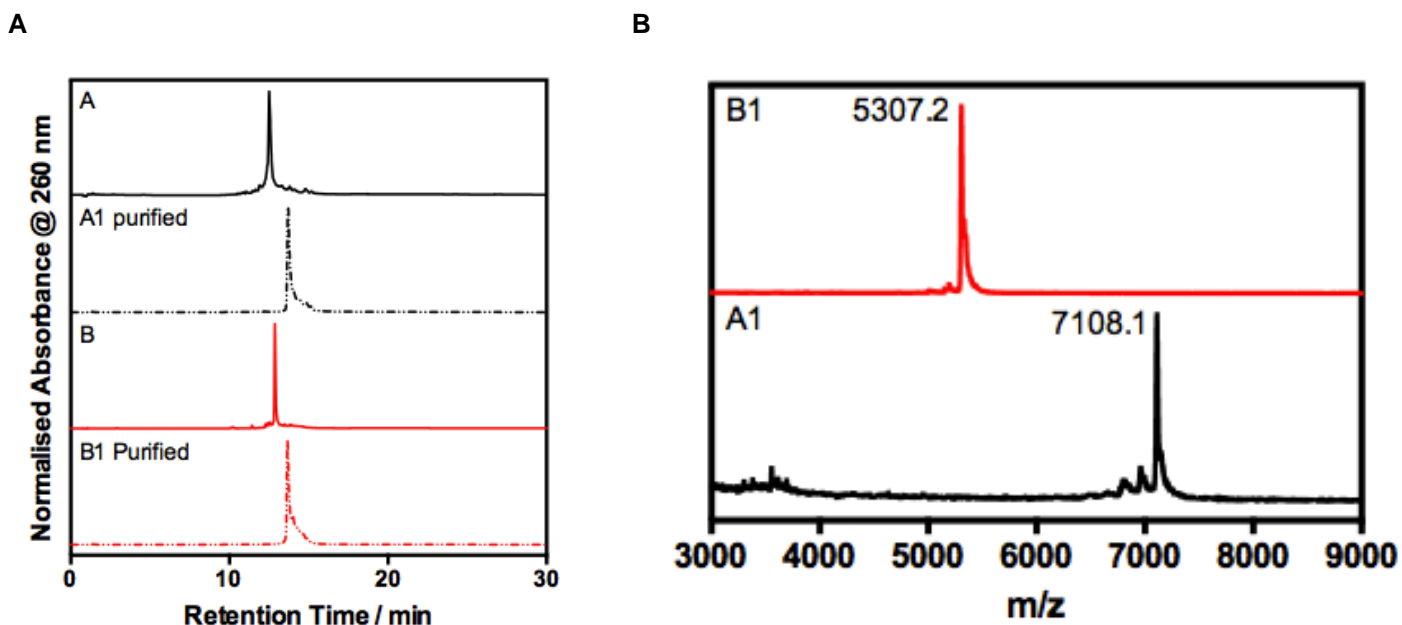 A
B
A
A1 purified
B
B1 Purified
Normalised Absorbance @ 260 nm
0
10
20
30
Retention Time / min
B1
5307.2
A1
7108.1
3000
4000
5000
6000
7000
8000
9000
m/z